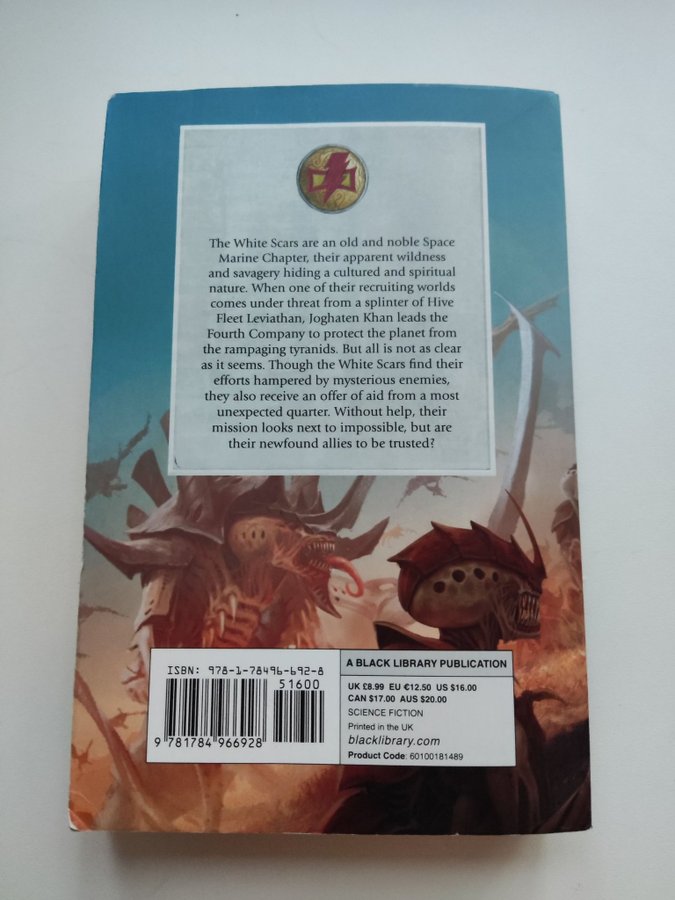 The White Scars are an old and noble Space
Marine Chapter, their apparent wildness
and savagery hiding a cultured and spiritual
nature. When one of their recruiting worlds
comes under threat from a splinter of Hive
Fleet Leviathan, Joghaten Khan leads the
Fourth Company to protect the planet from
the rampaging tyranids. But all is not as clear
as it seems. Though the White Scars find their
efforts hampered by mysterious enemies,
they also receive an offer of aid from a most
unexpected quarter. Without help, their
mission looks next to impossible, but are
their newfound allies to be trusted?
ISBN: 978-1-78496-692-8
51600
9 781784 966928
A BLACK LIBRARY PUBLICATION
UK £8.99 EU €12.50 US $16.00
CAN $17.00 AUS $20.00
SCIENCE FICTION
Printed in the UK
blacklibrary.com
Product Code: 60100181489